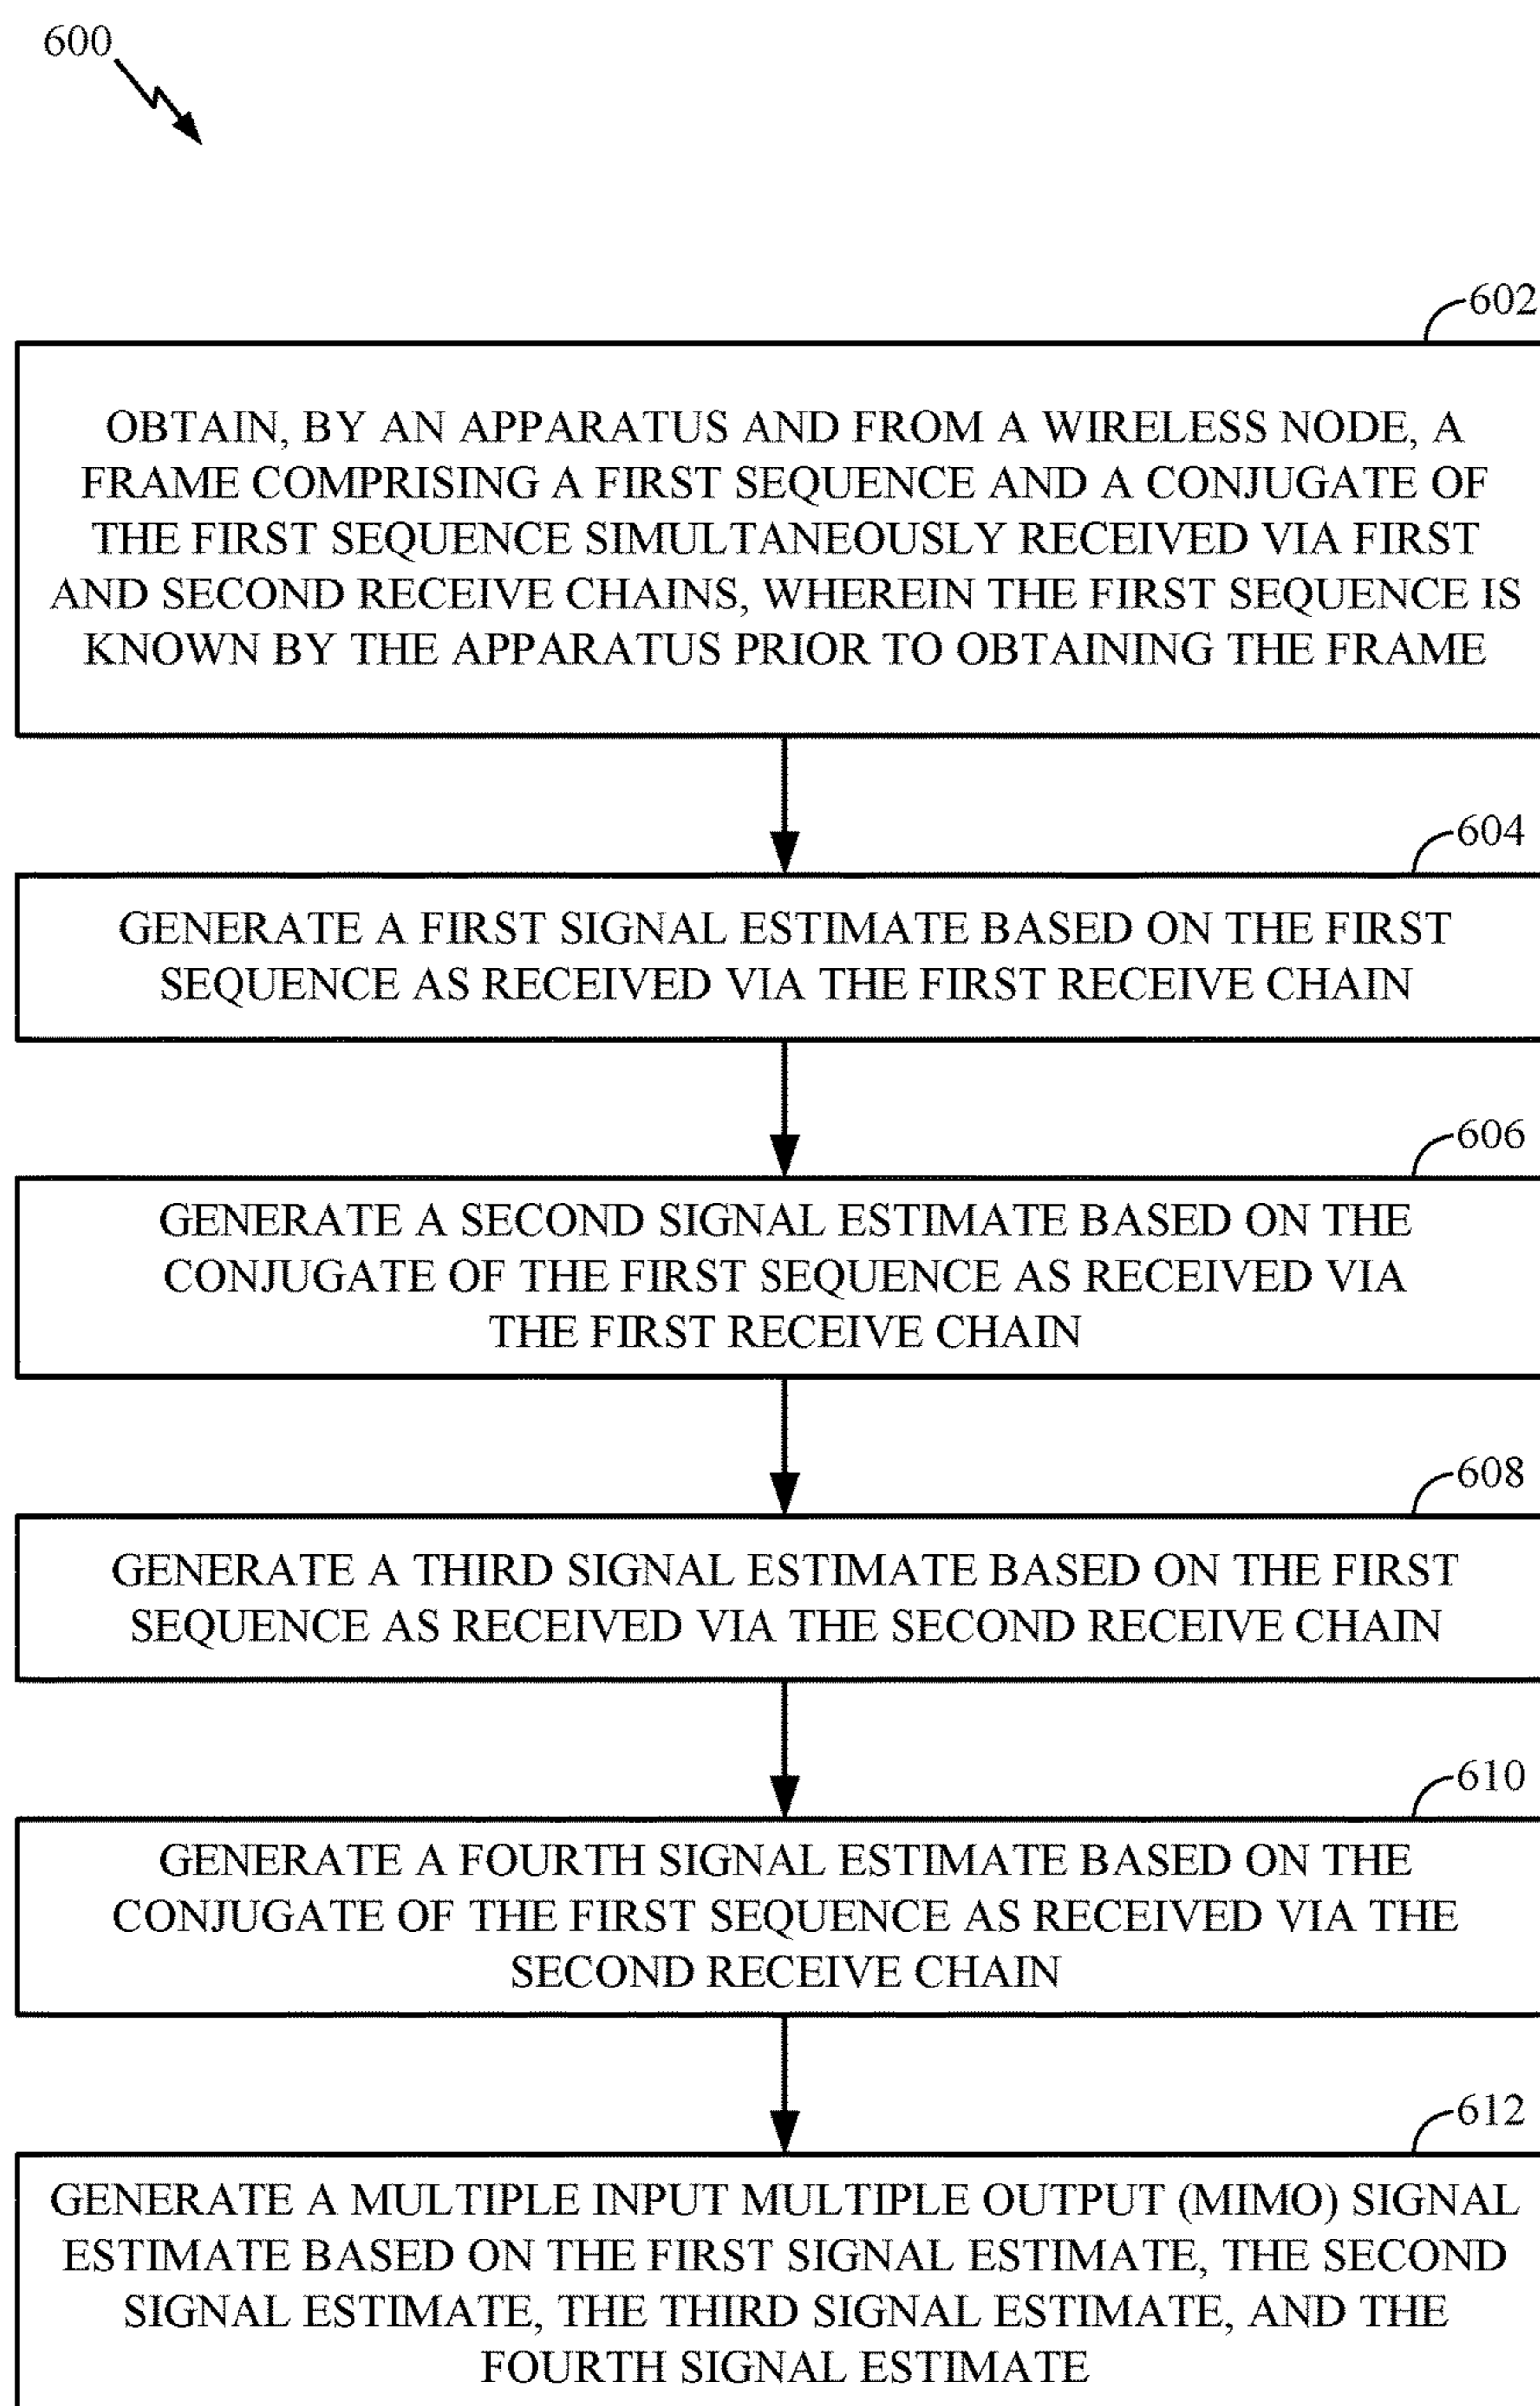 600
602
OBTAIN, BY AN APPARATUS AND FROM A WIRELESS NODE, A
FRAME COMPRISING A FIRST SEQUENCE AND A CONJUGATE OF
THE FIRST SEQUENCE SIMULTANEOUSLY RECEIVED VIA FIRST
AND SECOND RECEIVE CHAINS, WHEREIN THE FIRST SEQUENCE IS
KNOWN BY THE APPARATUS PRIOR TO OBTAINING THE FRAME
604
GENERATE A FIRST SIGNAL ESTIMATE BASED ON THE FIRST
SEQUENCE AS RECEIVED VIA THE FIRST RECEIVE CHAIN
606
GENERATE A SECOND SIGNAL ESTIMATE BASED ON THE
CONJUGATE OF THE FIRST SEQUENCE AS RECEIVED VIA
THE FIRST RECEIVE CHAIN
608
GENERATE A THIRD SIGNAL ESTIMATE BASED ON THE FIRST
SEQUENCE AS RECEIVED VIA THE SECOND RECEIVE CHAIN
610
GENERATE A FOURTH SIGNAL ESTIMATE BASED ON THE
CONJUGATE OF THE FIRST SEQUENCE AS RECEIVED VIA THE
SECOND RECEIVE CHAIN
612
GENERATE A MULTIPLE INPUT MULTIPLE OUTPUT (MIMO) SIGNAL
ESTIMATE BASED ON THE FIRST SIGNAL ESTIMATE, THE SECOND
SIGNAL ESTIMATE, THE THIRD SIGNAL ESTIMATE, AND THE
FOURTH SIGNAL ESTIMATE